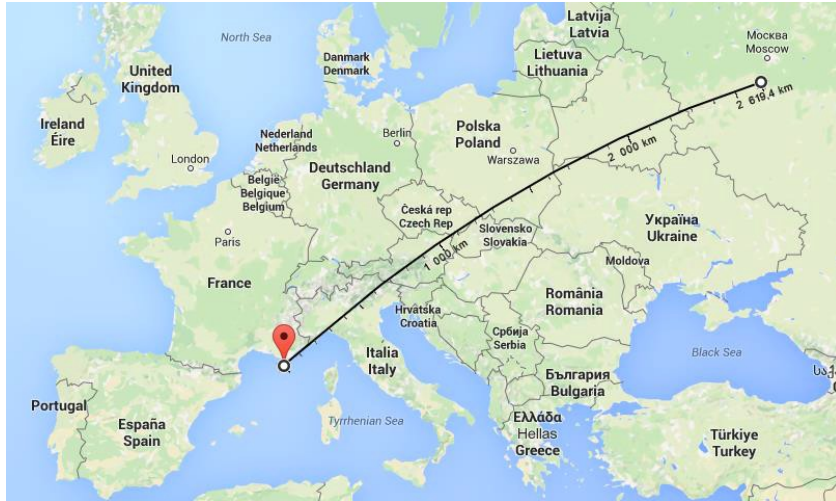 Latvija
Latvia
Москва
Moscow
North Sea
Danmark
Denmark
Lietuva
Lithuania
United
Kingdom
2 619,4 km
Ireland
Éire
Nederland
Netherlands
Berlin
Polska
Poland
London
Warszawa
2 000 km
België
Belgique
Belgium
Deutschland
Germany
Paris
Česká rep
Czech Rep
Slovensko
Slovakia
Україна
Ukraine
1 000 km
Moldova
France
România
Romania
Hrvatska
Croatia
Србија
Serbia
Italia
Italy
Black Sea
България
Bulgaria
Portugal
España
Spain
Tyrrhenian Sea
Ελλάδα
Hellas
Greece
Türkiye
Turkey